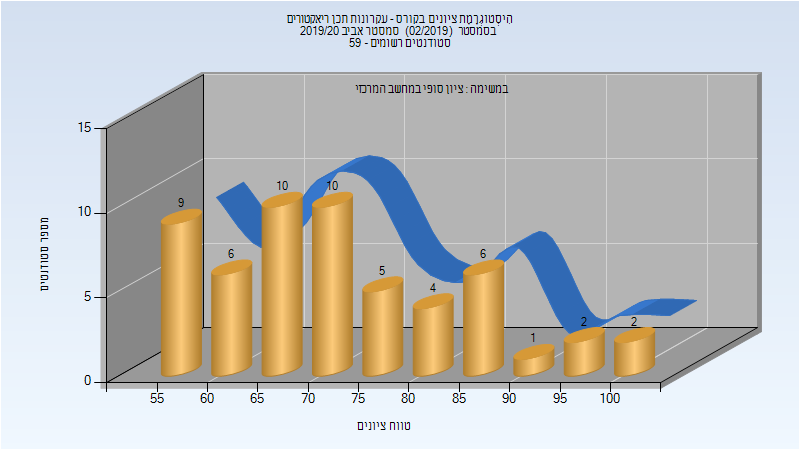 היסטוגרמת ציונים בקורס - עקרונות תכן ריאקטורים
בסמסטר (02/2019) סמסטר אביב 2019/20
סטודנטים רשומים - 59
במשימה : ציון סופי במחשב המרכזי
מספר סטודנטים
15
10
5
0
9
6
10
10
5
4
6
1
2
2
55 60 65 70 75 80 85 90 95 100
טווח ציונים